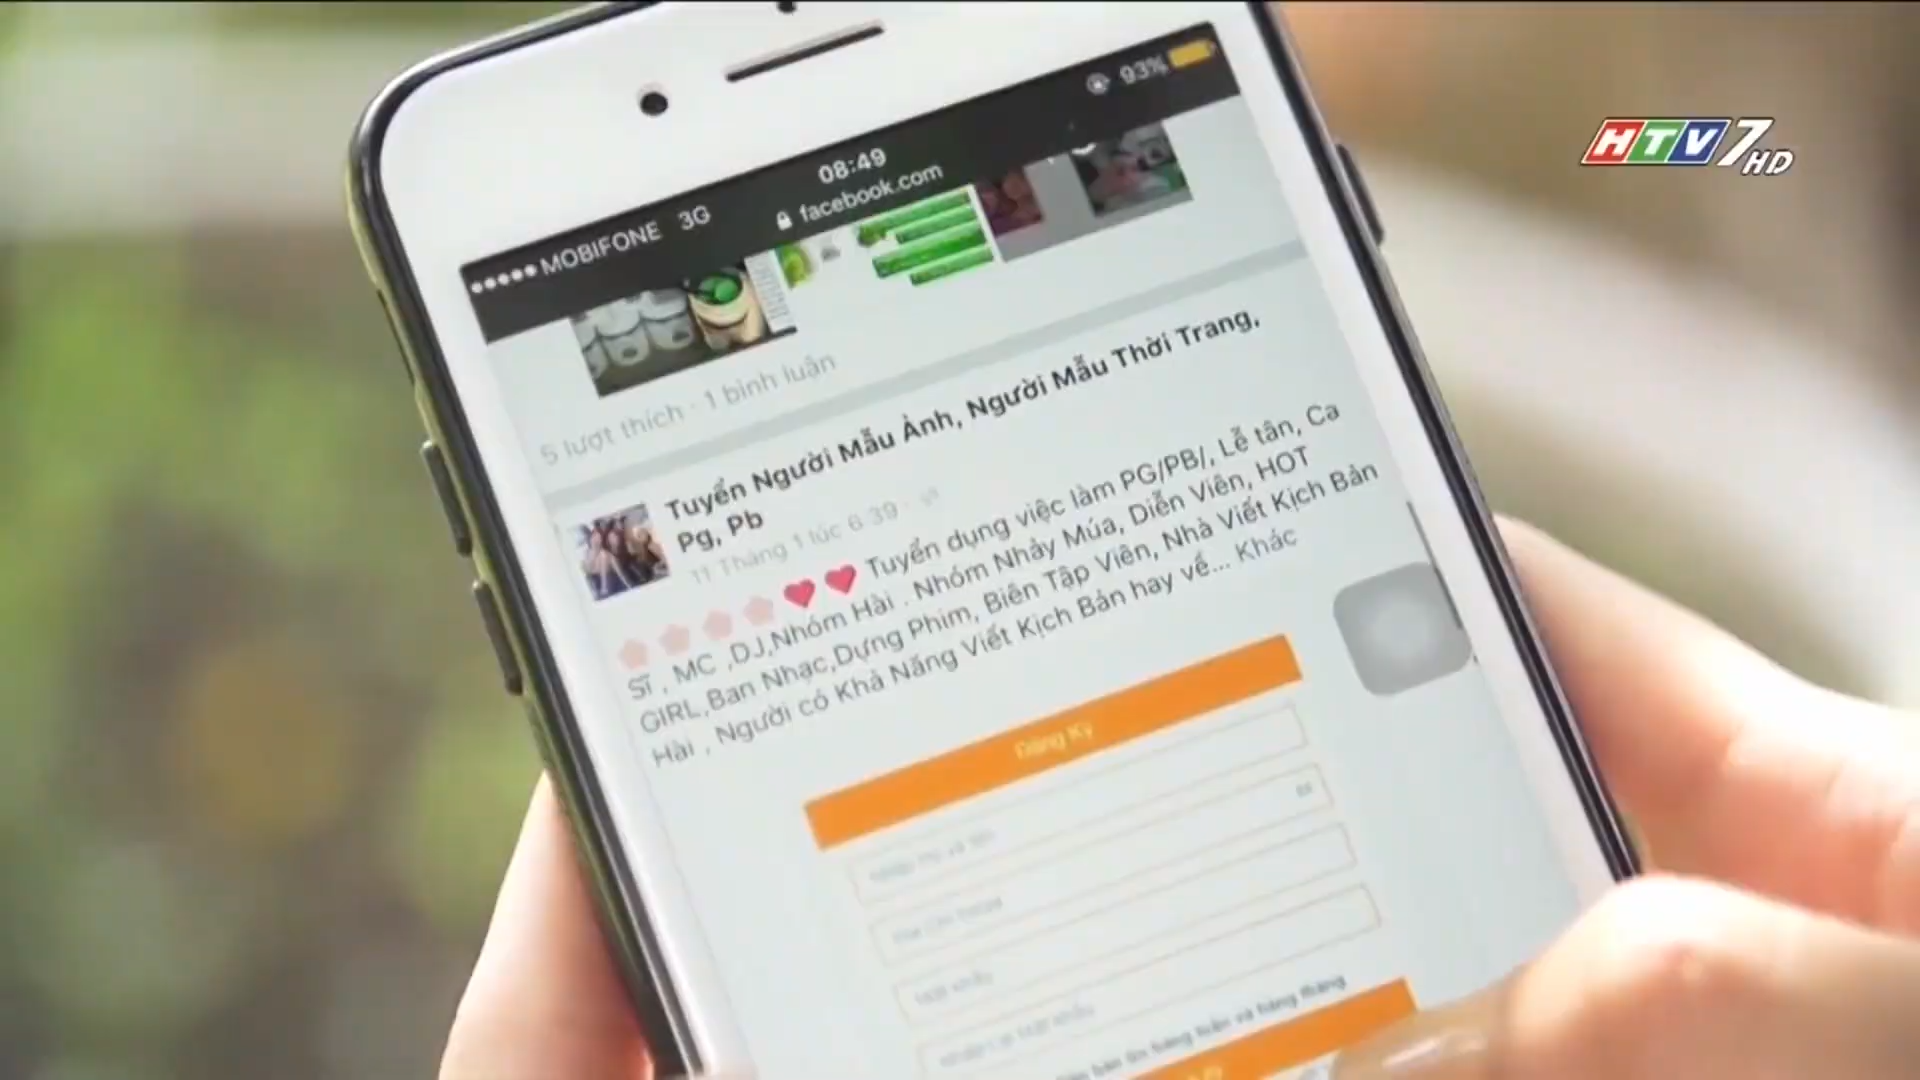 HTV7 HD
MOBIFONE 3G
08:49
93%
facebook.com
5 lượt thích · 1 bình luận
Tuyển Người Mẫu Ảnh, Người Mẫu Thời Trang,
Pg, Pb
11 Tháng 1 lúc 6:39
Tuyển dụng việc làm PG/PB/, Lễ tân, Ca
Sĩ , MC ,DJ,Nhóm Hài . Nhóm Nhảy Múa, Diễn Viên, HOT
GIRL,Ban Nhạc,Dựng Phim, Biên Tập Viên, Nhà Viết Kịch Bản
Hài , Người có Khả Năng Viết Kịch Bản hay về... Khác
Đăng Ký